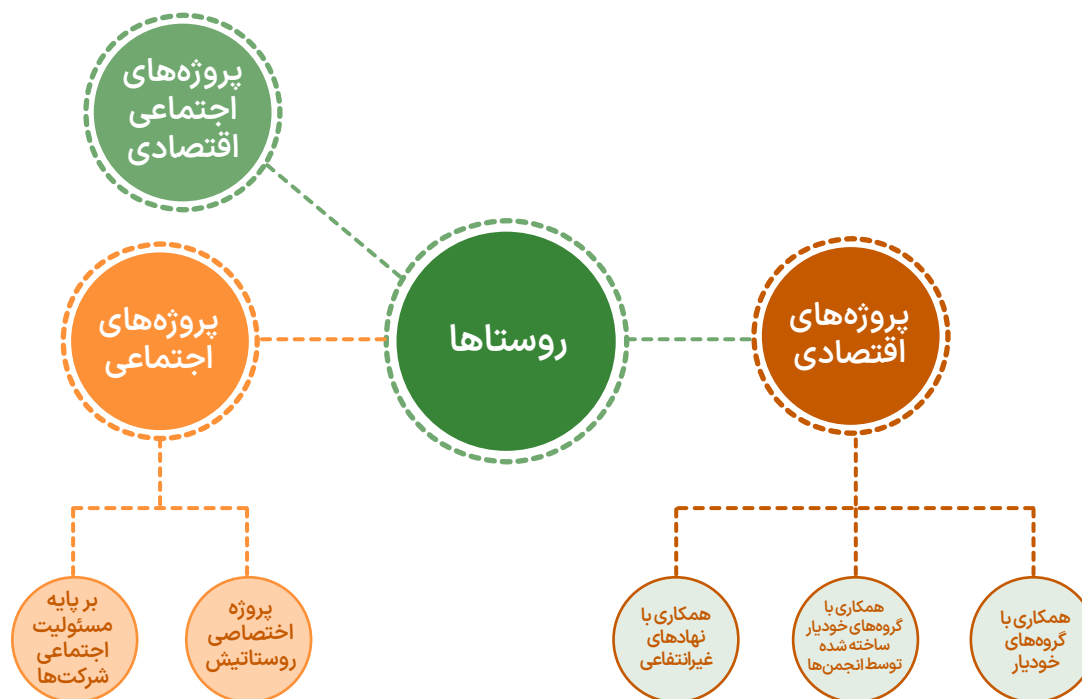 پروژه‌های
اجتماعی
اقتصادی
روستاها
پروژه‌های
اقتصادی
پروژه‌های
اجتماعی
همکاری با
گروه‌های
خودیار
همکاری با
گروه‌های خودیار
ساخته شده
توسط انجمن‌ها
همکاری با
نهادهای
غیرانتفاعی
پروژه
اختصاصی
روستاتیش
بر پایه
مسئولیت
اجتماعی
شرکت‌ها